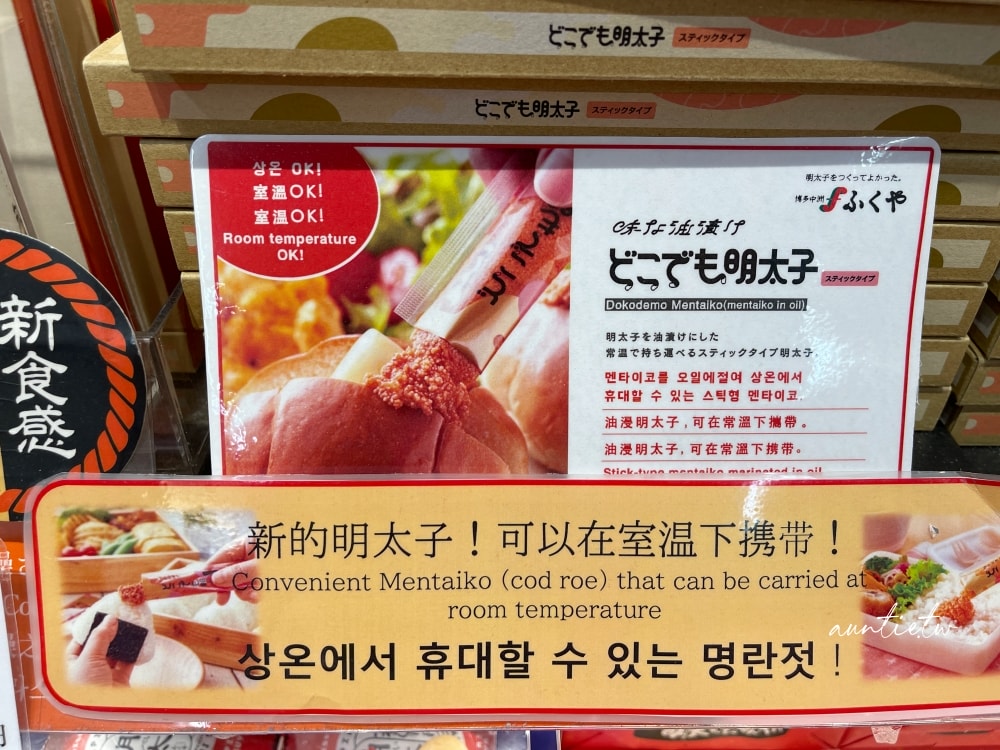 どこでも明太子 スティックタイプ
どこでも明太子 スティックタイプ
상온 OK!
室溫OK!
室温OK!
Room temperature
OK!
明太子をつくってよかった。
博多中洲 ふくや
味な油漬け
どこでも明太子 スティックタイプ
Dokodemo Mentaiko(mentaiko in oil)
明太子を油漬けにした
常温で持ち運べるスティックタイプ明太子。
멘타이코를 오일에절여 상온에서
휴대할 수 있는 스틱형 멘타이코.
油浸明太子,可在常溫下攜帶。
油浸明太子,可在常温下携带。
Stick-type mentaiko marinated in oil
新食感
新的明太子！可以在室温下携带！
Convenient Mentaiko (cod roe) that can be carried at
room temperature
상온에서 휴대할 수 있는 명란젓 !
auntietw